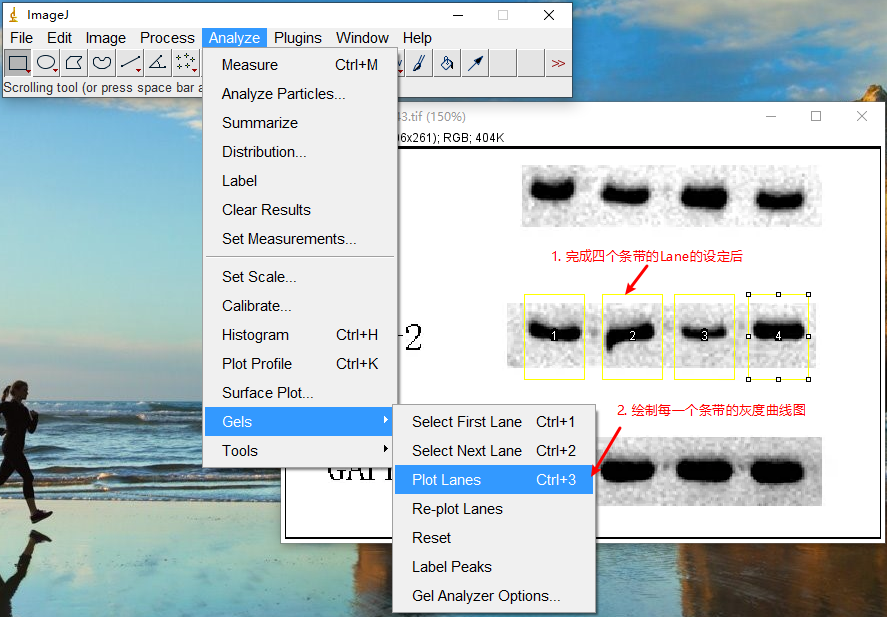 ImageJ
File Edit Image Process Analyze Plugins Window Help
>>
Scrolling tool (or press space bar a
Measure Ctrl+M
Analyze Particles...
Summarize
Distribution...
Label
Clear Results
Set Measurements...
Set Scale...
Calibrate...
Histogram Ctrl+H
Plot Profile Ctrl+K
Surface Plot...
Gels
Tools
Select First Lane Ctrl+1
Select Next Lane Ctrl+2
Plot Lanes Ctrl+3
Re-plot Lanes
Reset
Label Peaks
Gel Analyzer Options...
3.tif (150%)
6x261); RGB; 404K
1. 完成四个条带的Lane的设定后
-2
1 2 3 4
2. 绘制每一个条带的灰度曲线图